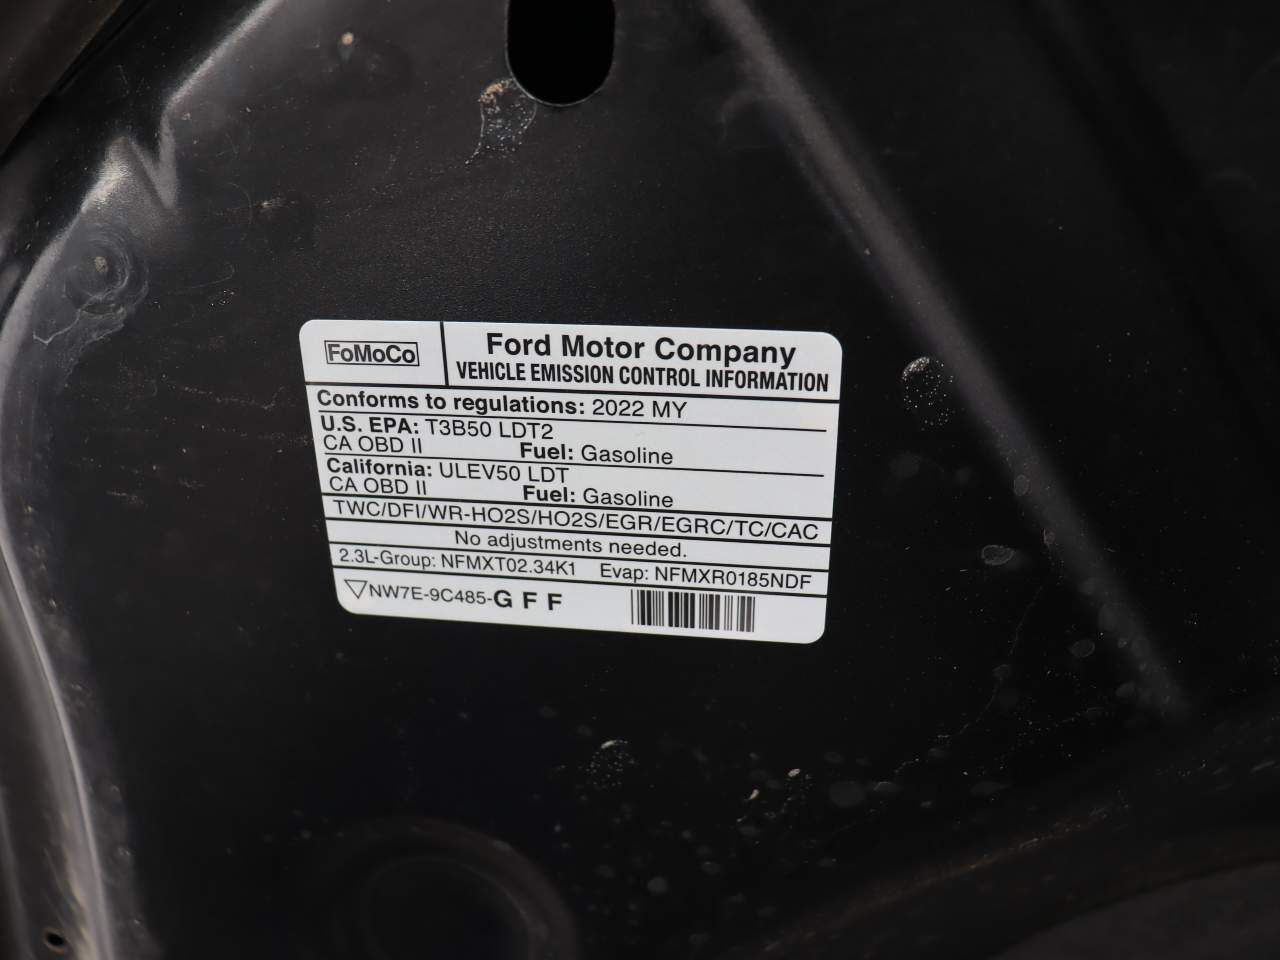 FoMoCo
Ford Motor Company
VEHICLE EMISSION CONTROL INFORMATION
Conforms to regulations: 2022 MY
U.S. EPA: T3B50 LDT2
CA OBD II Fuel: Gasoline
California: ULEV50 LDT
CA OBD II Fuel: Gasoline
TWC/DFI/WR-HO2S/HO2S/EGR/EGRC/TC/CAC
No adjustments needed.
2.3L-Group: NFMXT02.34K1 Evap: NFMXR0185NDF
NW7E-9C485-GFF